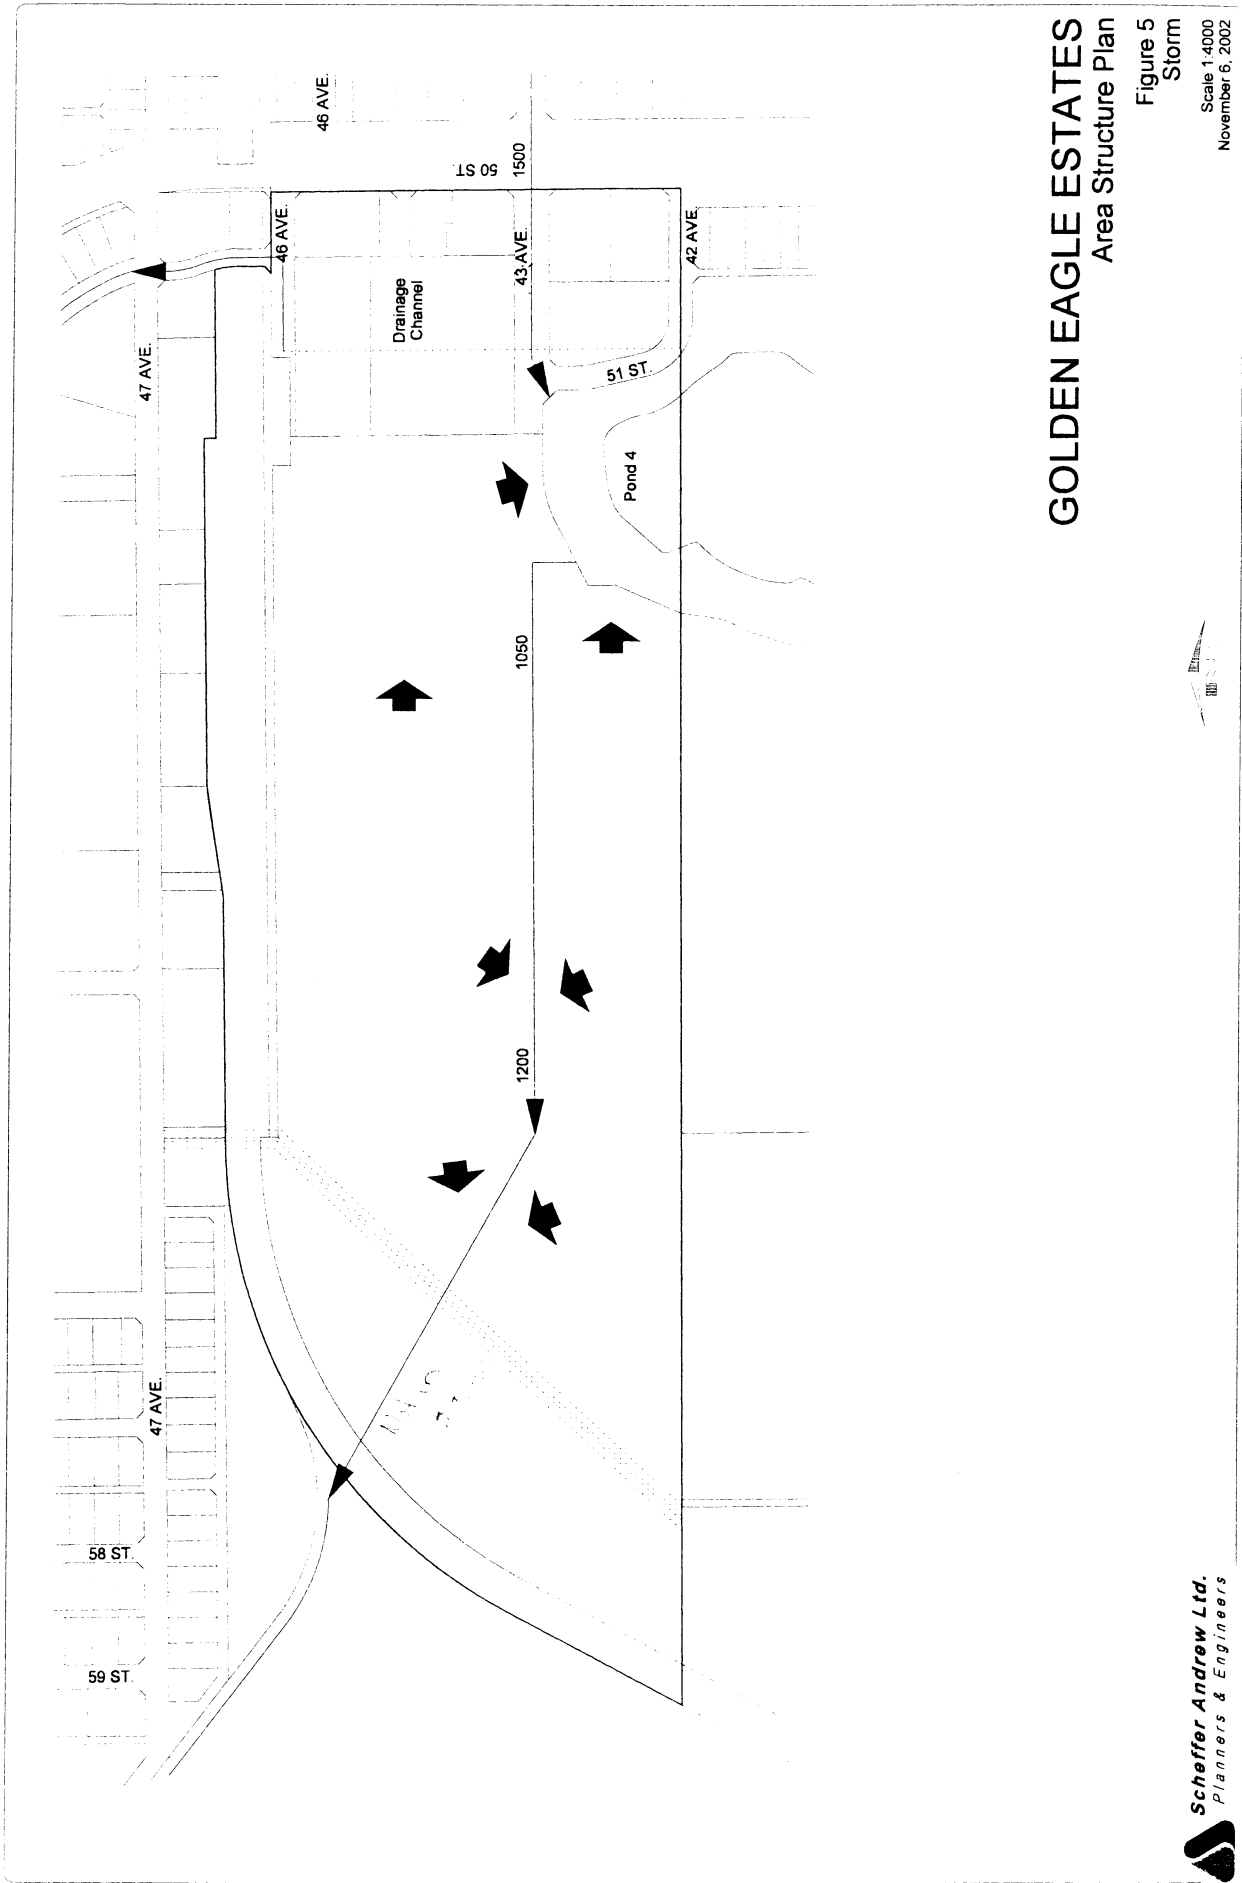 GOLDEN EAGLE ESTATES
Area Structure Plan
Figure 5
Storm
Scale 1:4000
November 6, 2002
46 AVE.
50 ST.
1500
46 AVE.
43 AVE.
42 AVE.
Drainage
Channel
47 AVE.
51 ST.
Pond 4
1050
1200
47 AVE.
58 ST.
59 ST.
Scheffer Andrew Ltd.
Planners & Engineers